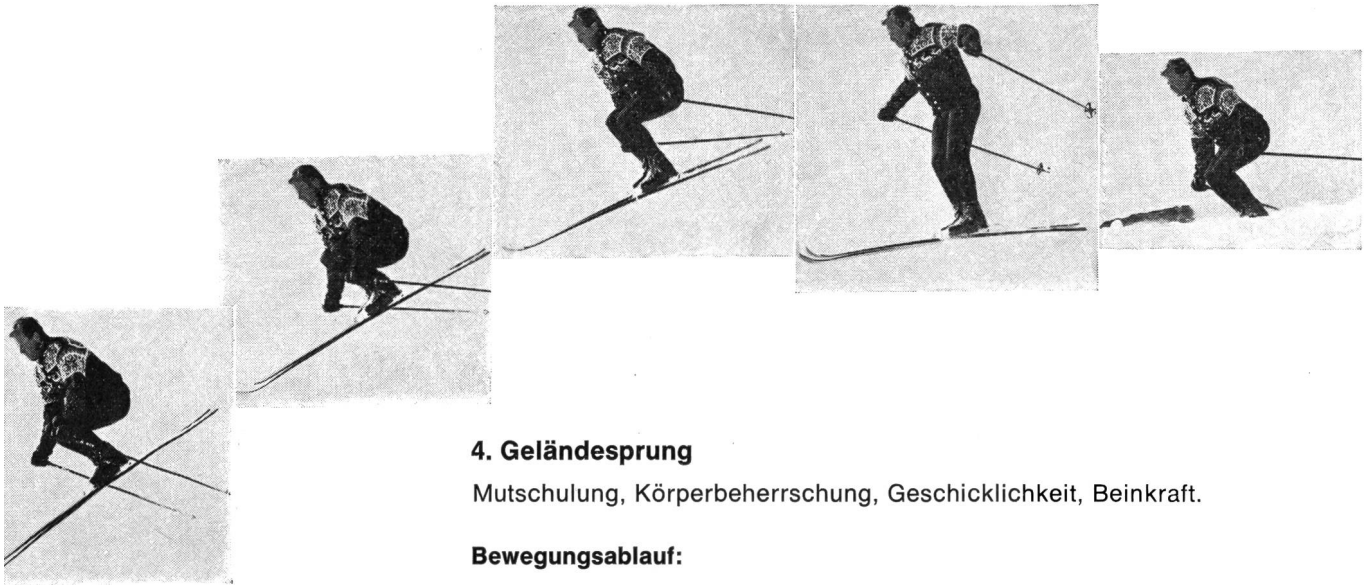 4. Geländesprung
Mutschulung, Körperbeherrschung, Geschicklichkeit, Beinkraft.
Bewegungsablauf: